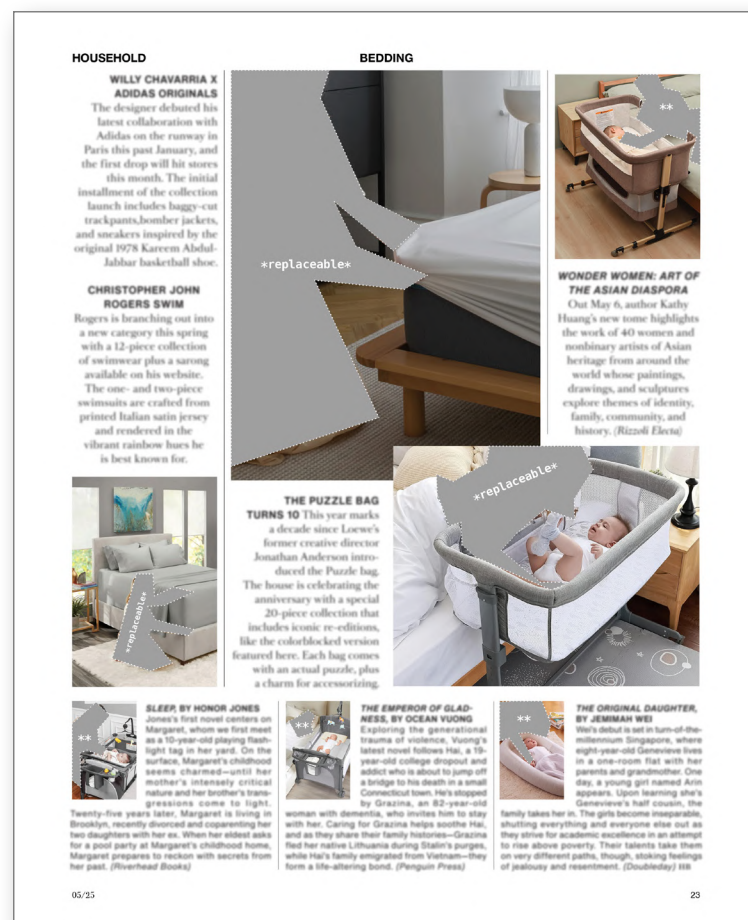 HOUSEHOLD
BEDDING
WILLY CHAVARRIA X
ADIDAS ORIGINALS
The designer debuted his
latest collaboration with
Adidas on the runway in
Paris this past January, and
the first drop will hit stores
this month. The initial
installment of the collection
launch includes baggy-cut
trackpants,bomber jackets,
and sneakers inspired by the
original 1978 Kareem Abdul-
Jabbar basketball shoe.
CHRISTOPHER JOHN
ROGERS SWIM
Rogers is branching out into
a new category this spring
with a 12-piece collection
of swimwear plus a sarong
available on his website.
The one- and two-piece
swimsuits are crafted from
printed Italian satin jersey
and rendered in the
vibrant rainbow hues he
is best known for.
*replaceable*
**
WONDER WOMEN: ART OF
THE ASIAN DIASPORA
Out May 6, author Kathy
Huang's new tome highlights
the work of 40 women and
nonbinary artists of Asian
heritage from around the
world whose paintings,
drawings, and sculptures
explore themes of identity,
family, community, and
history. (Rizzoli Electa)
*replaceable*
THE PUZZLE BAG
TURNS 10 This year marks
a decade since Loewe's
former creative director
Jonathan Anderson intro-
duced the Puzzle bag.
The house is celebrating the
anniversary with a special
20-piece collection that
includes iconic re-editions,
like the colorblocked version
featured here. Each bag comes
with an actual puzzle, plus
a charm for accessorizing.
*replaceable*
**
SLEEP, BY HONOR JONES
Jones's first novel centers on
Margaret, whom we first meet
as a 10-year-old playing flash-
light tag in her yard. On the
surface, Margaret's childhood
seems charmed—until her
mother's intensely critical
nature and her brother's trans-
gressions come to light.
Twenty-five years later, Margaret is living in
Brooklyn, recently divorced and coparenting her
two daughters with her ex. When her eldest asks
for a pool party at Margaret's childhood home,
Margaret prepares to reckon with secrets from
her past. (Riverhead Books)
**
THE EMPEROR OF GLAD-
NESS, BY OCEAN VUONG
Exploring the generational
trauma of violence, Vuong's
latest novel follows Hai, a 19-
year-old college dropout and
addict who is about to jump off
a bridge to his death in a small
Connecticut town. He's stopped
by Grazina, an 82-year-old
woman with dementia, who invites him to stay
with her. Caring for Grazina helps soothe Hai,
and as they share their family histories—Grazina
fled her native Lithuania during Stalin's purges,
while Hai's family emigrated from Vietnam—they
form a life-altering bond. (Penguin Press)
**
THE ORIGINAL DAUGHTER,
BY JEMIMAH WEI
Wei's debut is set in turn-of-the-
millennium Singapore, where
eight-year-old Genevieve lives
in a one-room flat with her
parents and grandmother. One
day, a young girl named Arin
appears. Upon learning she's
Genevieve's half cousin, the
family takes her in. The girls become inseparable,
shutting everything and everyone else out as
they strive for academic excellence in an attempt
to rise above poverty. Their talents take them
on very different paths, though, stoking feelings
of jealousy and resentment. (Doubleday)
05/25
23